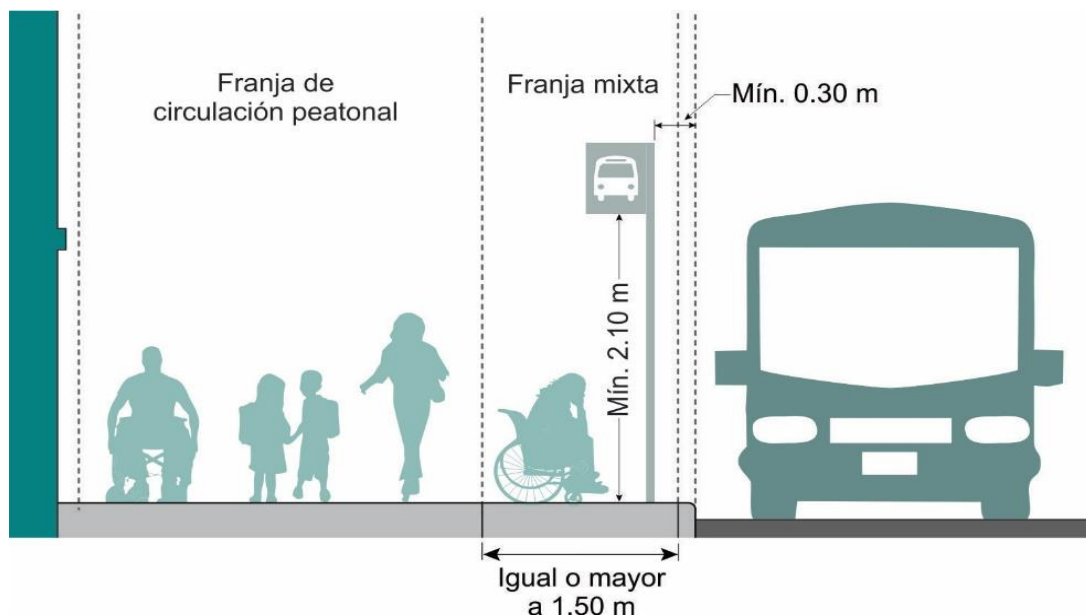 Franja de
circulación peatonal
Franja mixta
Mín. 0.30 m
Mín. 2.10 m
Igual o mayor
a 1.50 m